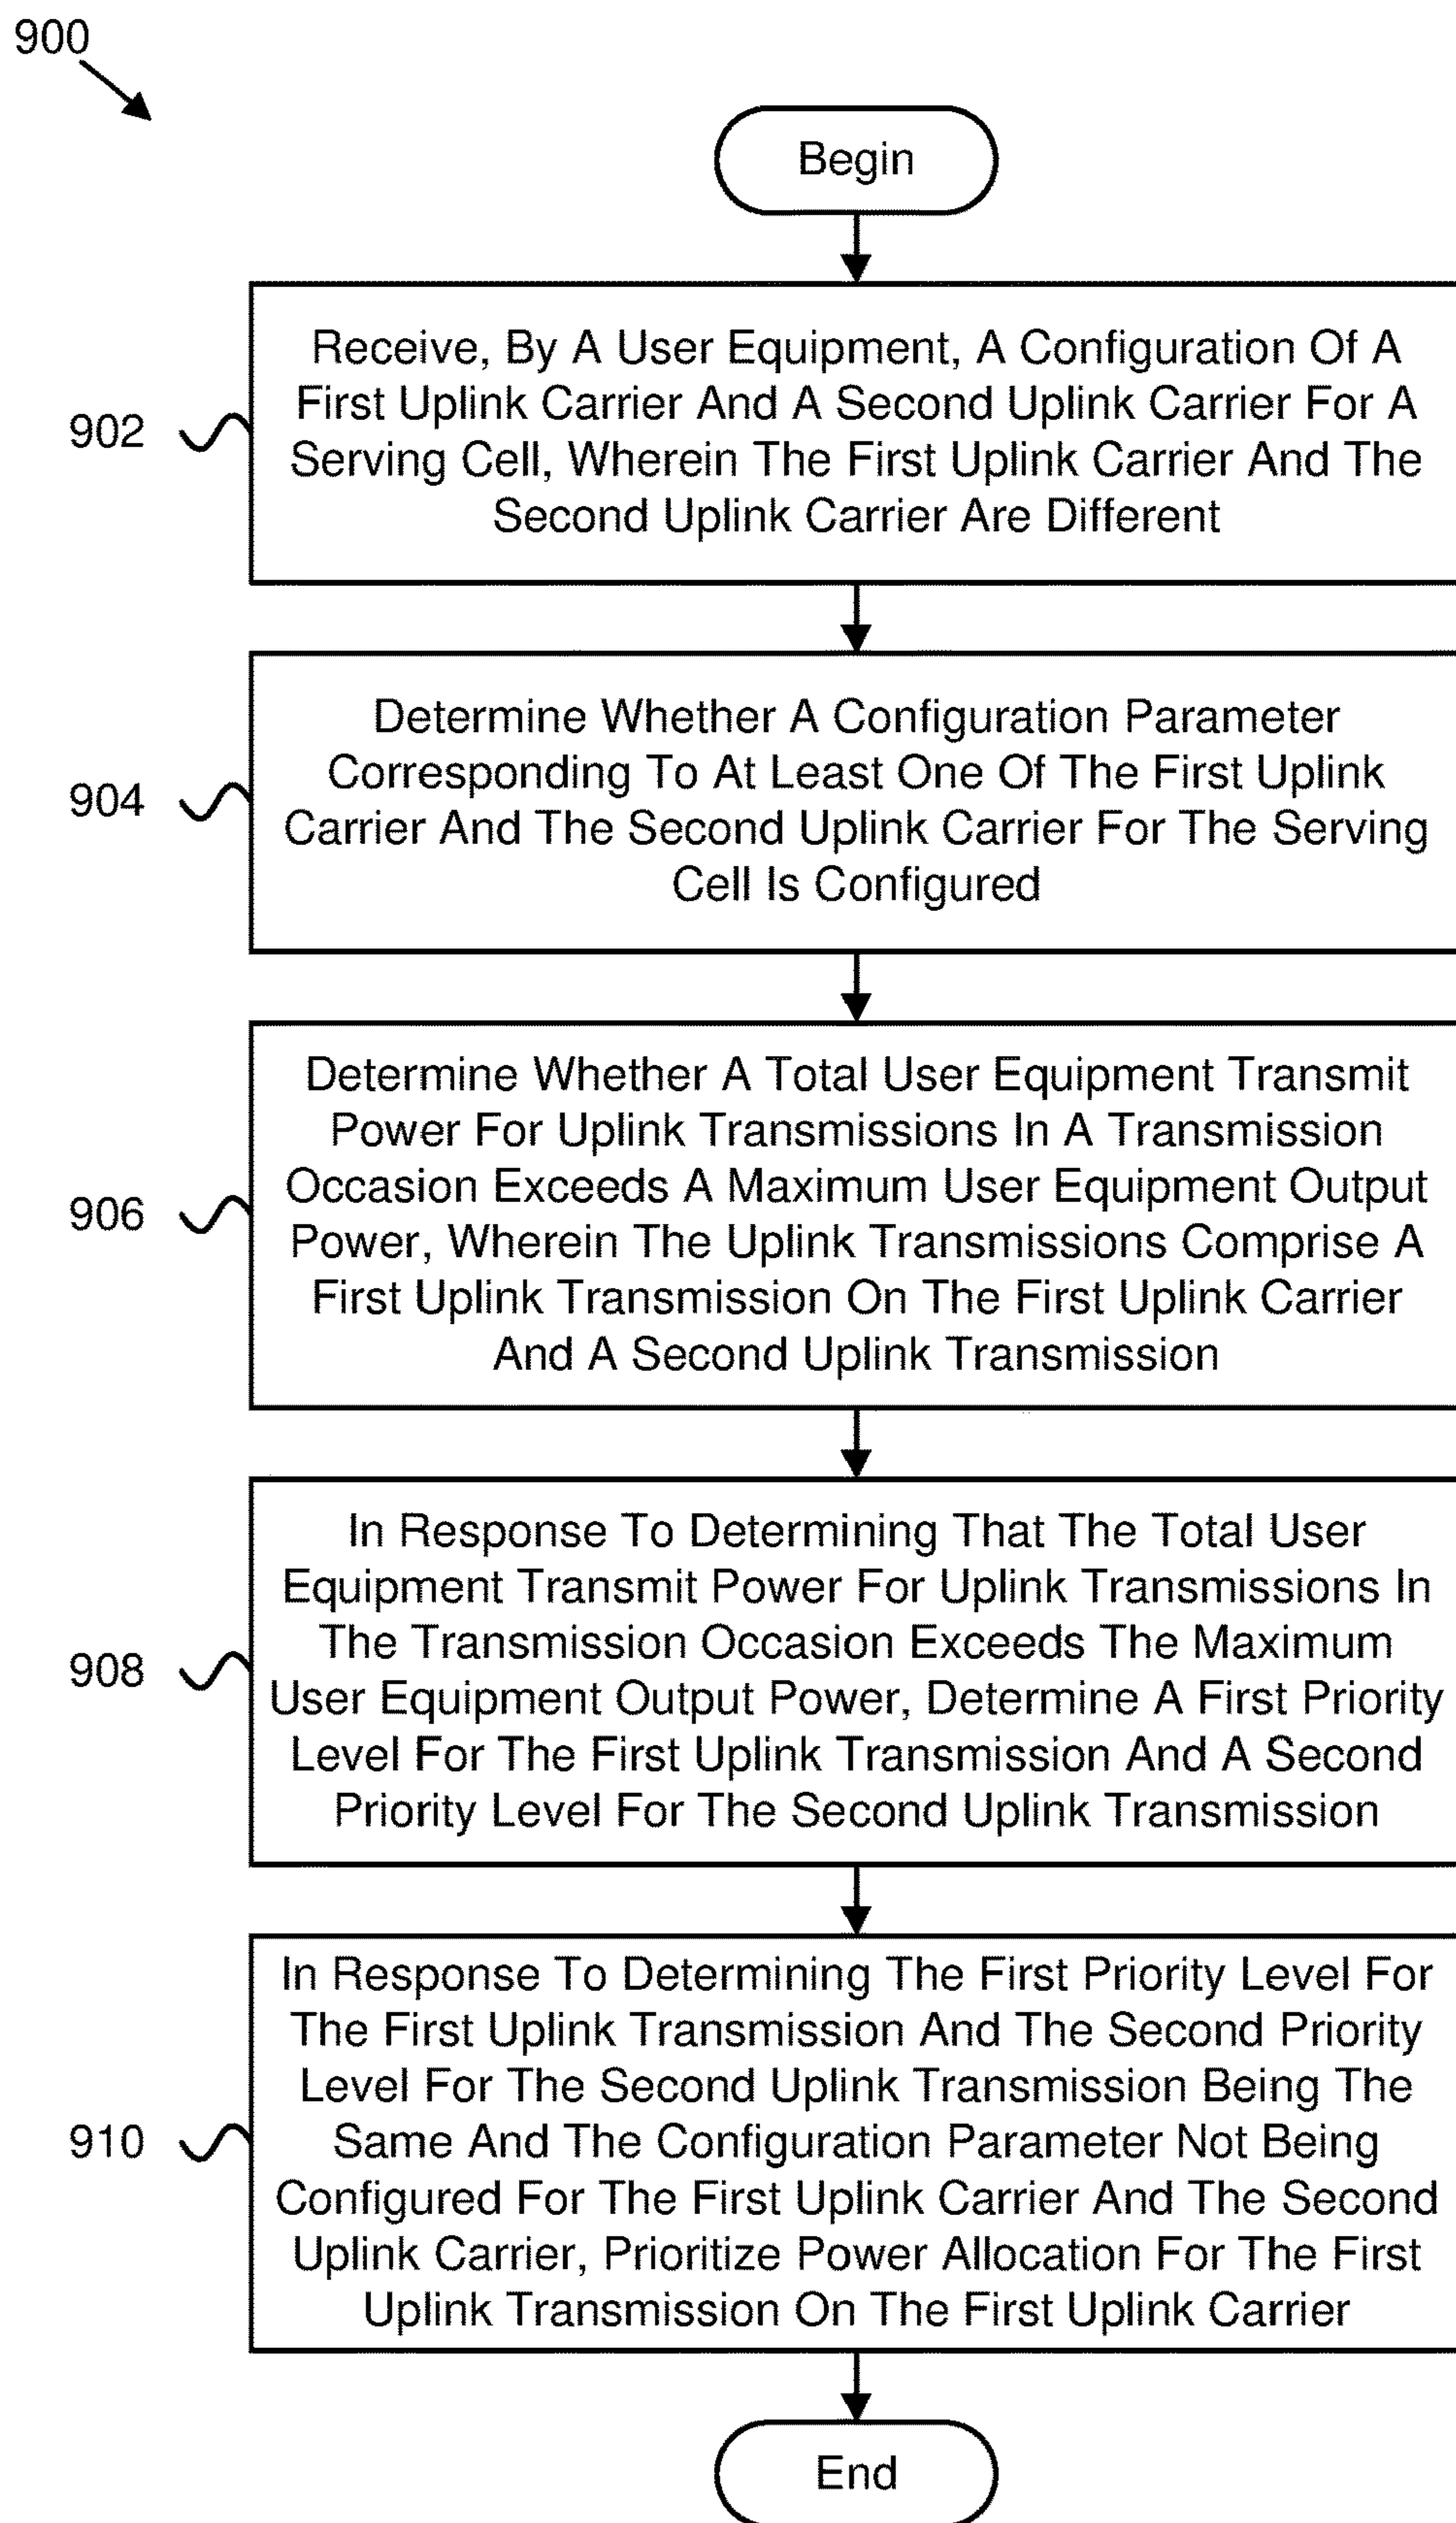 900
Begin
902
Receive, By A User Equipment, A Configuration Of A
First Uplink Carrier And A Second Uplink Carrier For A
Serving Cell, Wherein The First Uplink Carrier And The
Second Uplink Carrier Are Different
904
Determine Whether A Configuration Parameter
Corresponding To At Least One Of The First Uplink
Carrier And The Second Uplink Carrier For The Serving
Cell Is Configured
906
Determine Whether A Total User Equipment Transmit
Power For Uplink Transmissions In A Transmission
Occasion Exceeds A Maximum User Equipment Output
Power, Wherein The Uplink Transmissions Comprise A
First Uplink Transmission On The First Uplink Carrier
And A Second Uplink Transmission
908
In Response To Determining That The Total User
Equipment Transmit Power For Uplink Transmissions In
The Transmission Occasion Exceeds The Maximum
User Equipment Output Power, Determine A First Priority
Level For The First Uplink Transmission And A Second
Priority Level For The Second Uplink Transmission
910
In Response To Determining The First Priority Level For
The First Uplink Transmission And The Second Priority
Level For The Second Uplink Transmission Being The
Same And The Configuration Parameter Not Being
Configured For The First Uplink Carrier And The Second
Uplink Carrier, Prioritize Power Allocation For The First
Uplink Transmission On The First Uplink Carrier
End